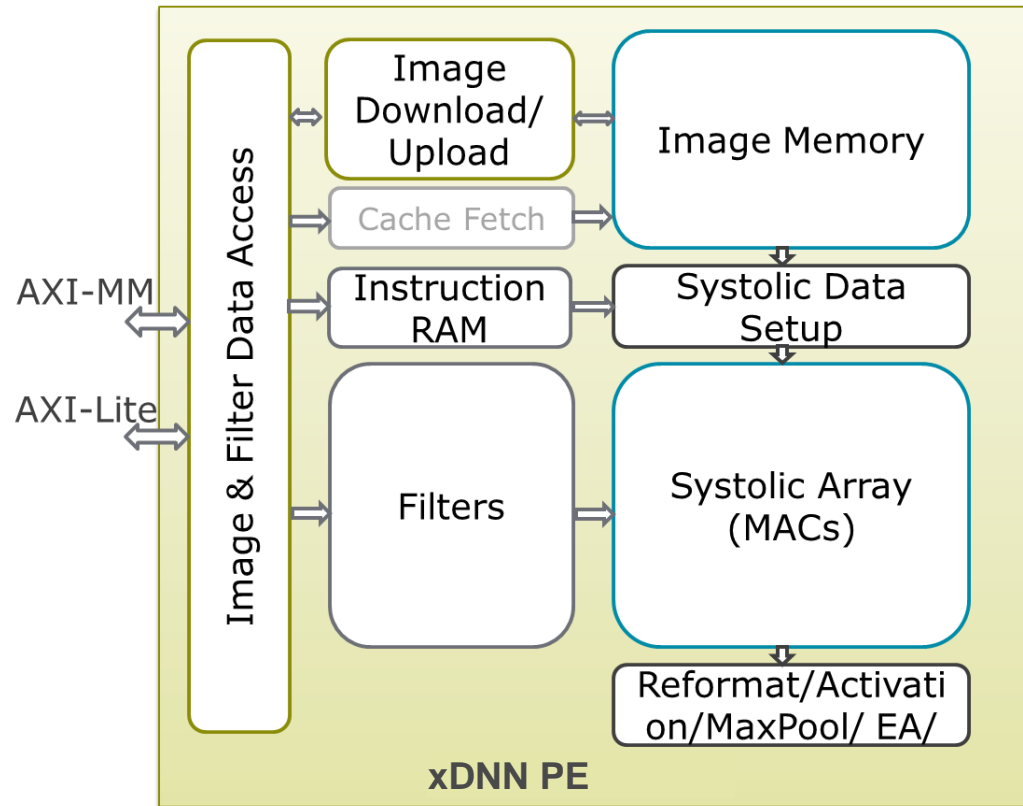 Image
Download/
Upload
Image Memory
Cache Fetch
Image & Filter Data Access
AXI-MM
Instruction
RAM
Systolic Data
Setup
AXI-Lite
Filters
Systolic Array
(MACs)
Reformat/Activati
on/MaxPool/ EA/
xDNN PE